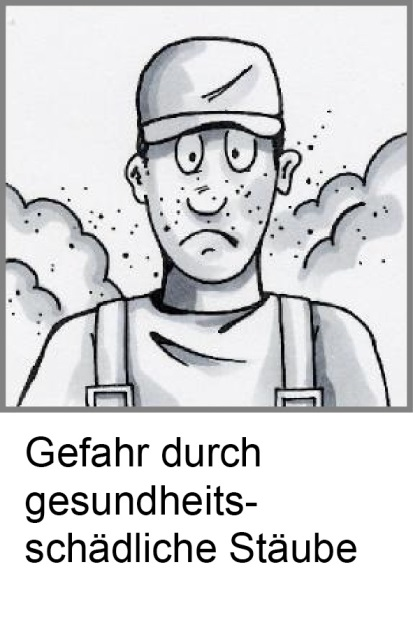 Gefahr durch
gesundheits-
schädliche Stäube